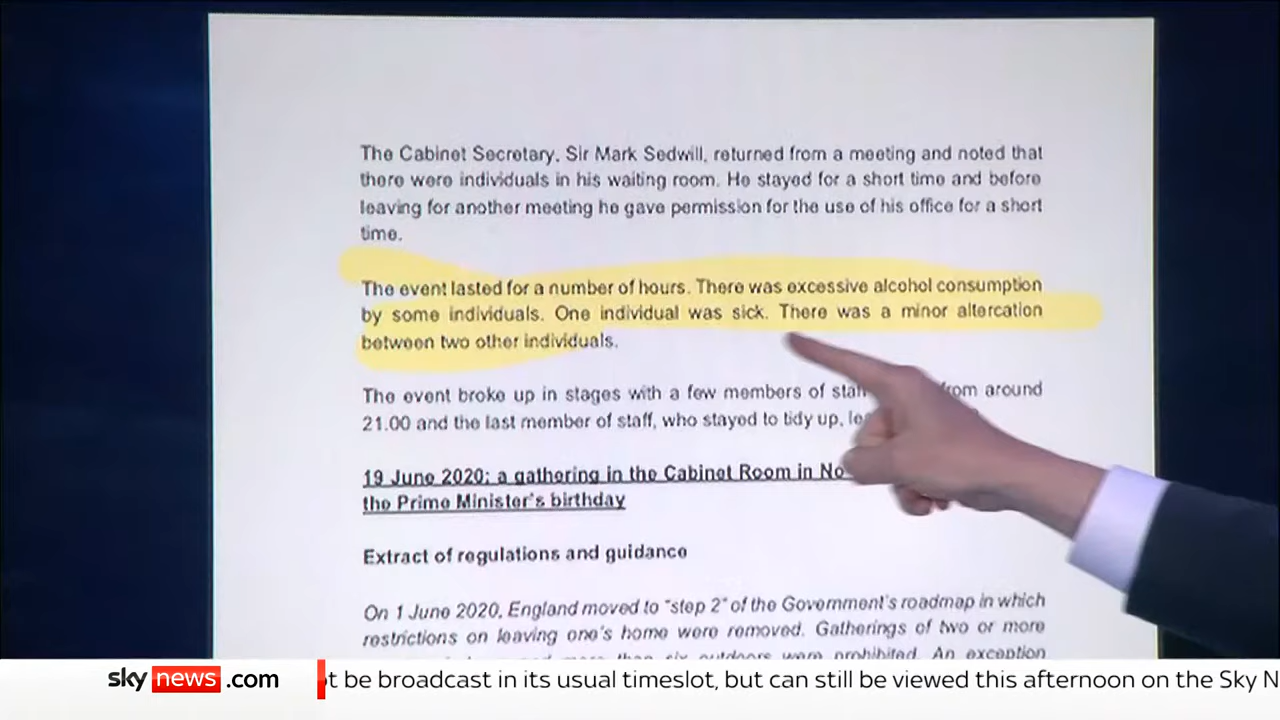 The Cabinet Secretary, Sir Mark Sedwill, returned from a meeting and noted that
there were individuals in his waiting room. He stayed for a short time and before
leaving for another meeting he gave permission for the use of his office for a short
time.
The event lasted for a number of hours. There was excessive alcohol consumption
by some individuals. One individual was sick. There was a minor altercation
between two other individuals.
The event broke up in stages with a few members of from around
21.00 and the last member of staff, who stayed to tidy up,
19 June 2020: a gathering in the Cabinet Room in No
the Prime Minister's birthday
Extract of regulations and guidance
On 1 June 2020, England moved to "step 2" of the Government's roadmap in which
restrictions on leaving one's home were removed. Gatherings of two or more
more than six outdoors were prohibited. An exception
sky news .com
be broadcast in its usual timeslot, but can still be viewed this afternoon on the Sky N